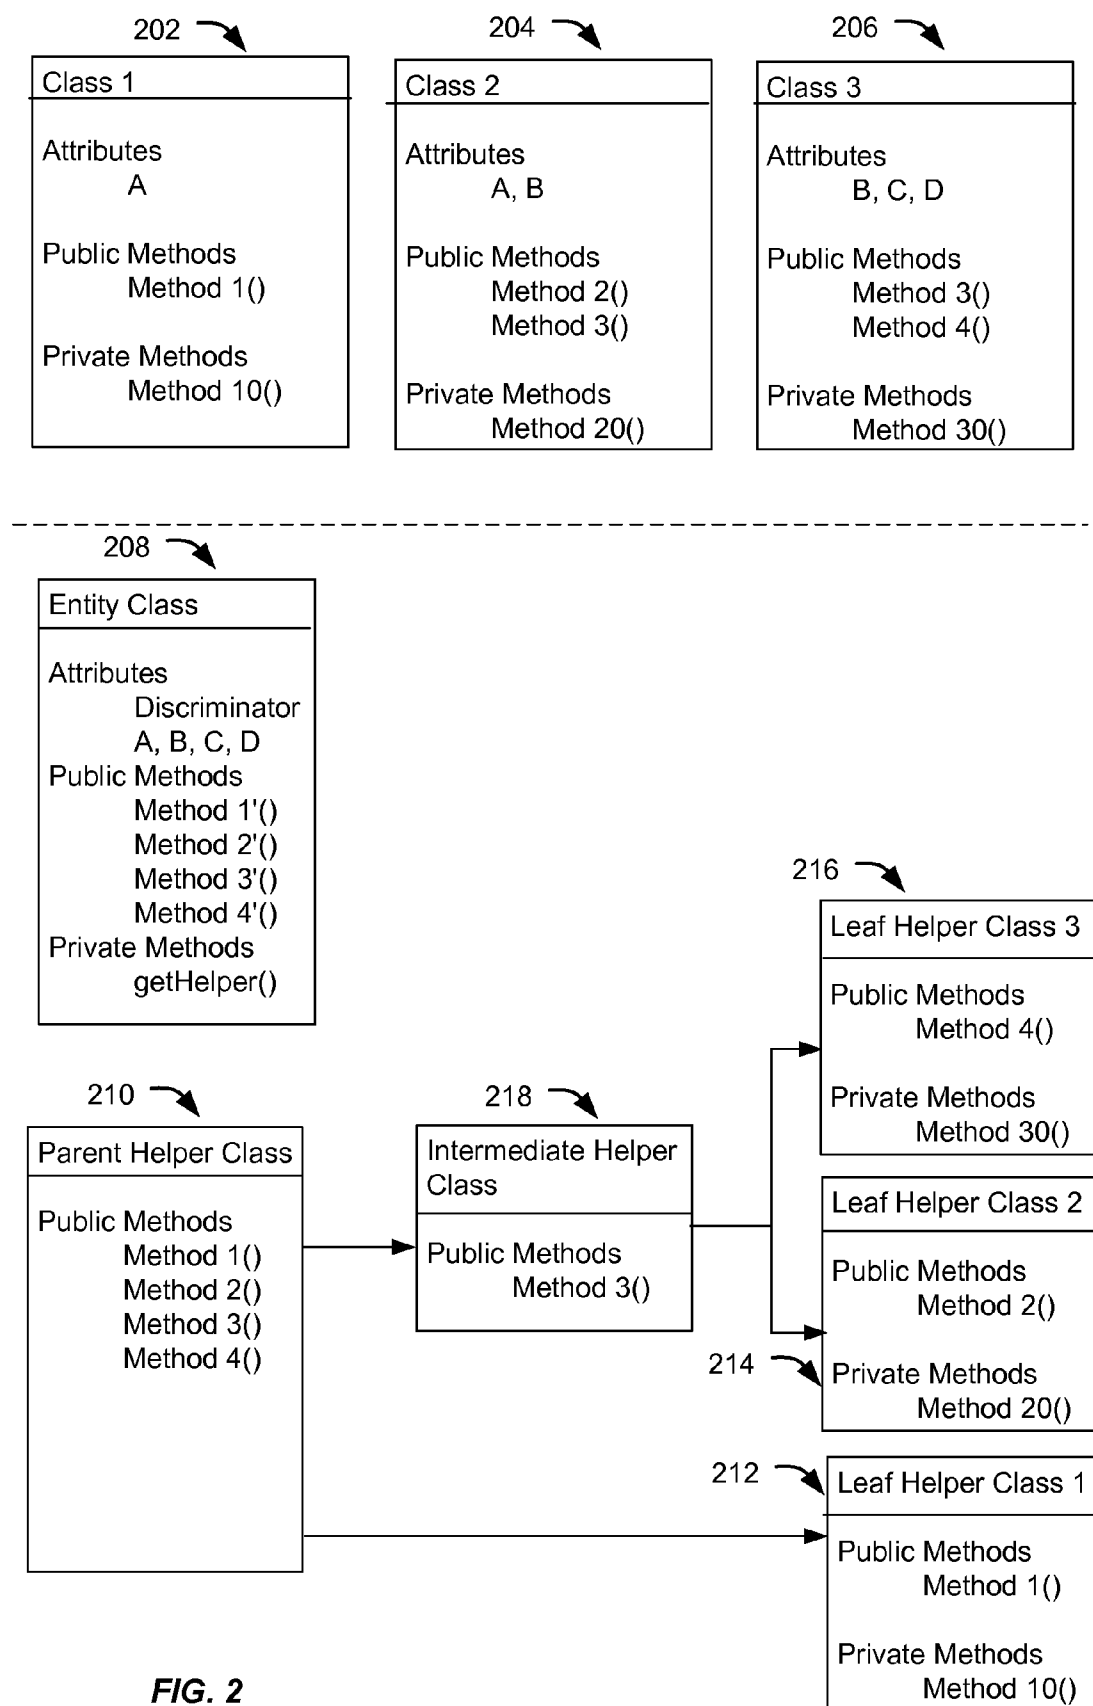 202
Class 1
Attributes
A
Public Methods
Method 1()
Private Methods
Method 10()
204
Class 2
Attributes
A, B
Public Methods
Method 2()
Method 3()
Private Methods
Method 20()
206
Class 3
Attributes
B, C, D
Public Methods
Method 3()
Method 4()
Private Methods
Method 30()
208
Entity Class
Attributes
Discriminator
A, B, C, D
Public Methods
Method 1'()
Method 2'()
Method 3'()
Method 4'()
Private Methods
getHelper()
210
Parent Helper Class
Public Methods
Method 1()
Method 2()
Method 3()
Method 4()
218
Intermediate Helper
Class
Public Methods
Method 3()
216
Leaf Helper Class 3
Public Methods
Method 4()
Private Methods
Method 30()
Leaf Helper Class 2
Public Methods
Method 2()
214
Private Methods
Method 20()
212
Leaf Helper Class 1
Public Methods
Method 1()
Private Methods
Method 10()
FIG. 2